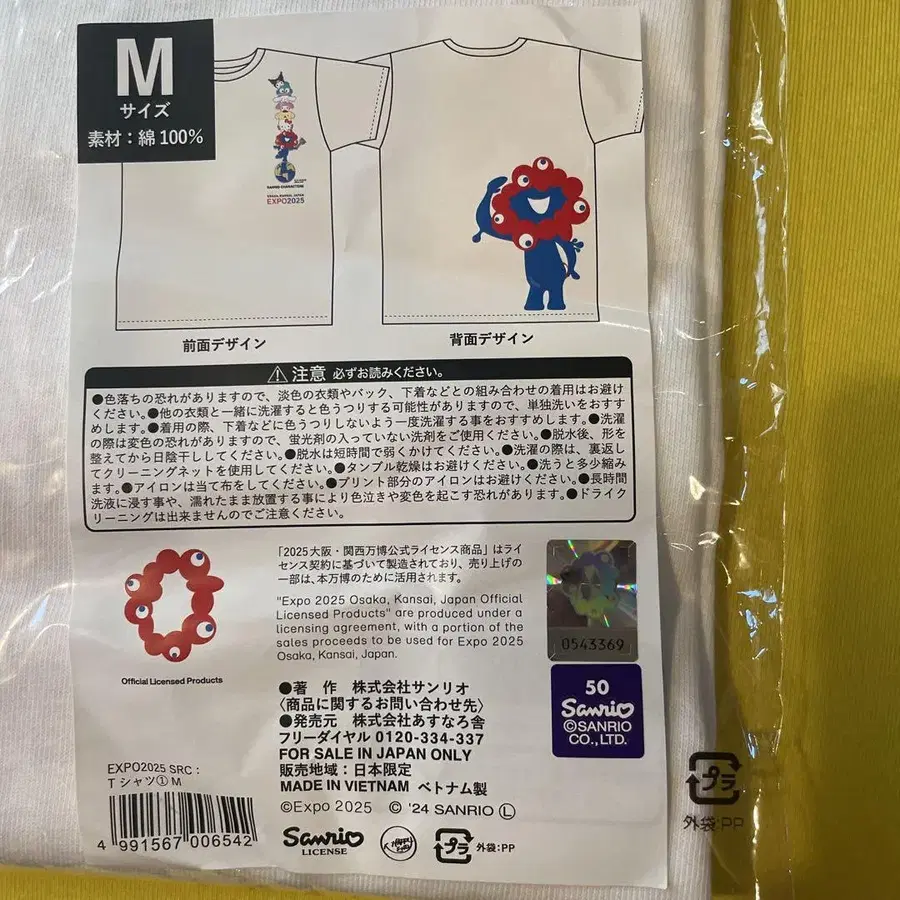 M
サイズ
素材：綿100%
SANRIO CHARACTERS
OSAKA, KANSAI, JAPAN
EXPO2025
前面デザイン
背面デザイン
注意 必ずお読みください。
●色落ちの恐れがありますので、淡色の衣類やバック、下着などとの組み合わせの着用はお避け
ください。●他の衣類と一緒に洗濯すると色うつりする可能性がありますので、単独洗いをおすす
めします。●着用の際、下着などに色うつりしないよう一度洗濯する事をおすすめします。●洗濯
の際は変色の恐れがありますので、蛍光剤の入っていない洗剤をご使用ください。●脱水後、形を
整えてから日陰干ししてください。●脱水は短時間で弱くかけてください。●洗濯の際は、裏返し
てクリーニングネットを使用してください。●タンブル乾燥はお避けください。●洗うと多少縮み
ます。●アイロンは当て布をしてください。●プリント部分のアイロンはお避けください。●長時間
洗液に浸す事や、濡れたまま放置する事により色泣きや変色を起こす恐れがあります。●ドライク
リーニングは出来ませんのでご注意ください。
「2025大阪・関西万博公式ライセンス商品」はライ
センス契約に基づいて製造されており、売り上げの
一部は、本万博のために活用されます。
"Expo 2025 Osaka, Kansai, Japan Official
Licensed Products" are produced under a
licensing agreement, with a portion of the
sales proceeds to be used for Expo 2025
Osaka, Kansai, Japan.
Official Licensed Products
0543369
50
Sanrio
©SANRIO
CO.,LTD.
●著　作　株式会社サンリオ
〈商品に関するお問い合わせ先〉
●発売元　株式会社あすなろ舎
フリーダイヤル 0120-334-337
FOR SALE IN JAPAN ONLY
販売地域：日本限定
MADE IN VIETNAM ベトナム製
©Expo 2025 © '24 SANRIO Ⓛ
EXPO2025 SRC：
Tシャツ① M
4 991567 006542
Sanrio
LICENSE
プラ
外袋:PP
プラ
外袋:PP